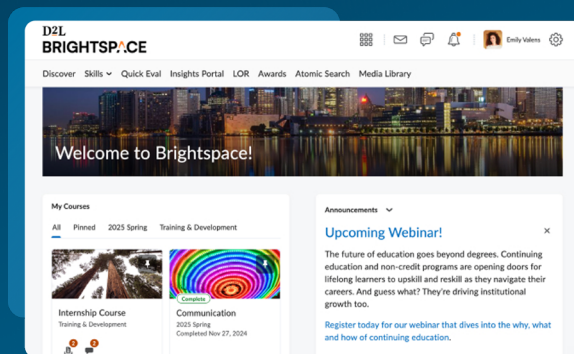 D2L
BRIGHTSPACE
Emily Valens
Discover Skills Quick Eval Insights Portal LOR Awards Atomic Search Media Library
Welcome to Brightspace!
My Courses
All Pinned 2025 Spring Training & Development
Complete
Internship Course
Training & Development
2 2
Communication
2025 Spring
Completed Nov 27, 2024
Announcements
Upcoming Webinar!
The future of education goes beyond degrees. Continuing
education and non-credit programs are opening doors for
lifelong learners to upskill and reskill as they navigate their
careers. And guess what? They're driving institutional
growth too.
Register today for our webinar that dives into the why, what
and how of continuing education.